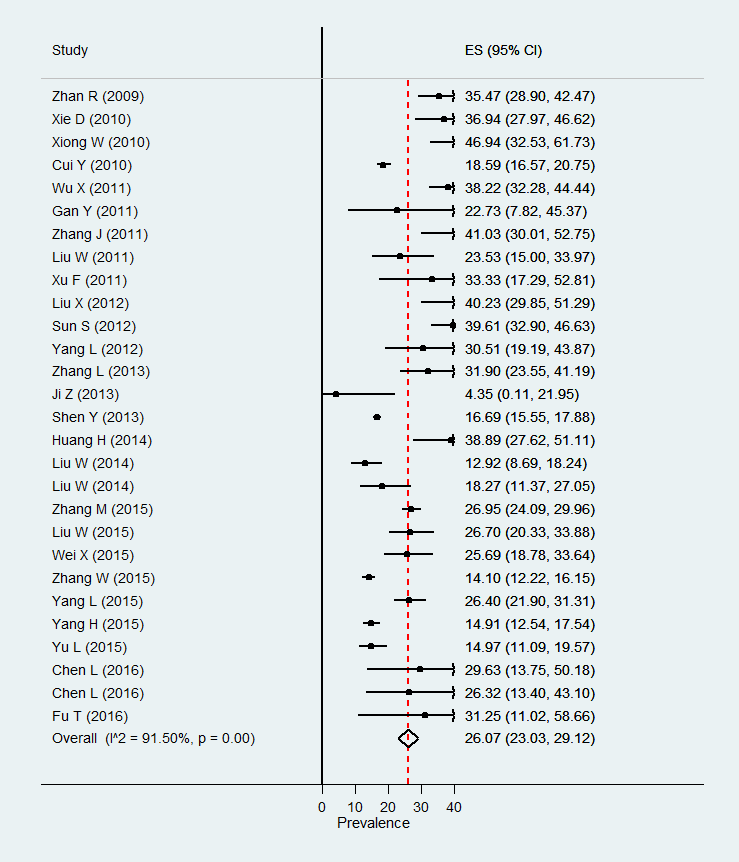 Study ES (95% CI)
Zhan R (2009) 35.47 (28.90, 42.47)
Xie D (2010) 36.94 (27.97, 46.62)
Xiong W (2010) 46.94 (32.53, 61.73)
Cui Y (2010) 18.59 (16.57, 20.75)
Wu X (2011) 38.22 (32.28, 44.44)
Gan Y (2011) 22.73 (7.82, 45.37)
Zhang J (2011) 41.03 (30.01, 52.75)
Liu W (2011) 23.53 (15.00, 33.97)
Xu F (2011) 33.33 (17.29, 52.81)
Liu X (2012) 40.23 (29.85, 51.29)
Sun S (2012) 39.61 (32.90, 46.63)
Yang L (2012) 30.51 (19.19, 43.87)
Zhang L (2013) 31.90 (23.55, 41.19)
Ji Z (2013) 4.35 (0.11, 21.95)
Shen Y (2013) 16.69 (15.55, 17.88)
Huang H (2014) 38.89 (27.62, 51.11)
Liu W (2014) 12.92 (8.69, 18.24)
Liu W (2014) 18.27 (11.37, 27.05)
Zhang M (2015) 26.95 (24.09, 29.96)
Liu W (2015) 26.70 (20.33, 33.88)
Wei X (2015) 25.69 (18.78, 33.64)
Zhang W (2015) 14.10 (12.22, 16.15)
Yang L (2015) 26.40 (21.90, 31.31)
Yang H (2015) 14.91 (12.54, 17.54)
Yu L (2015) 14.97 (11.09, 19.57)
Chen L (2016) 29.63 (13.75, 50.18)
Chen L (2016) 26.32 (13.40, 43.10)
Fu T (2016) 31.25 (11.02, 58.66)
Overall (I^2 = 91.50%, p = 0.00) 26.07 (23.03, 29.12)
0 10 20 30 40
Prevalence